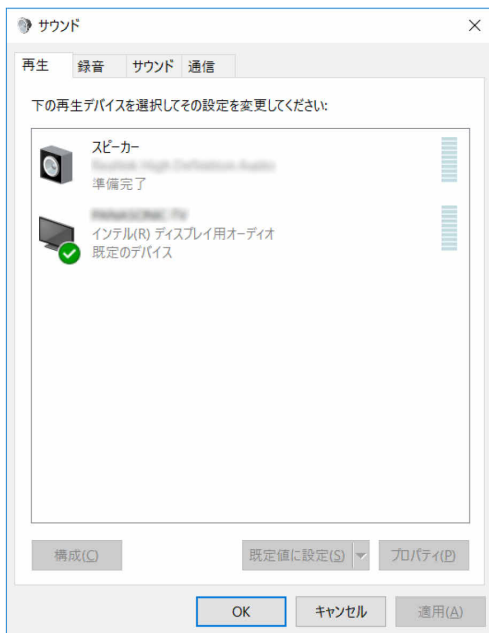 サウンド
再生 録音 サウンド 通信
下の再生デバイスを選択してその設定を変更してください:
スピーカー
準備完了
インテル(R) ディスプレイ用オーディオ
既定のデバイス
構成(C) 既定値に設定(S) プロパティ(P)
OK キャンセル 適用(A)